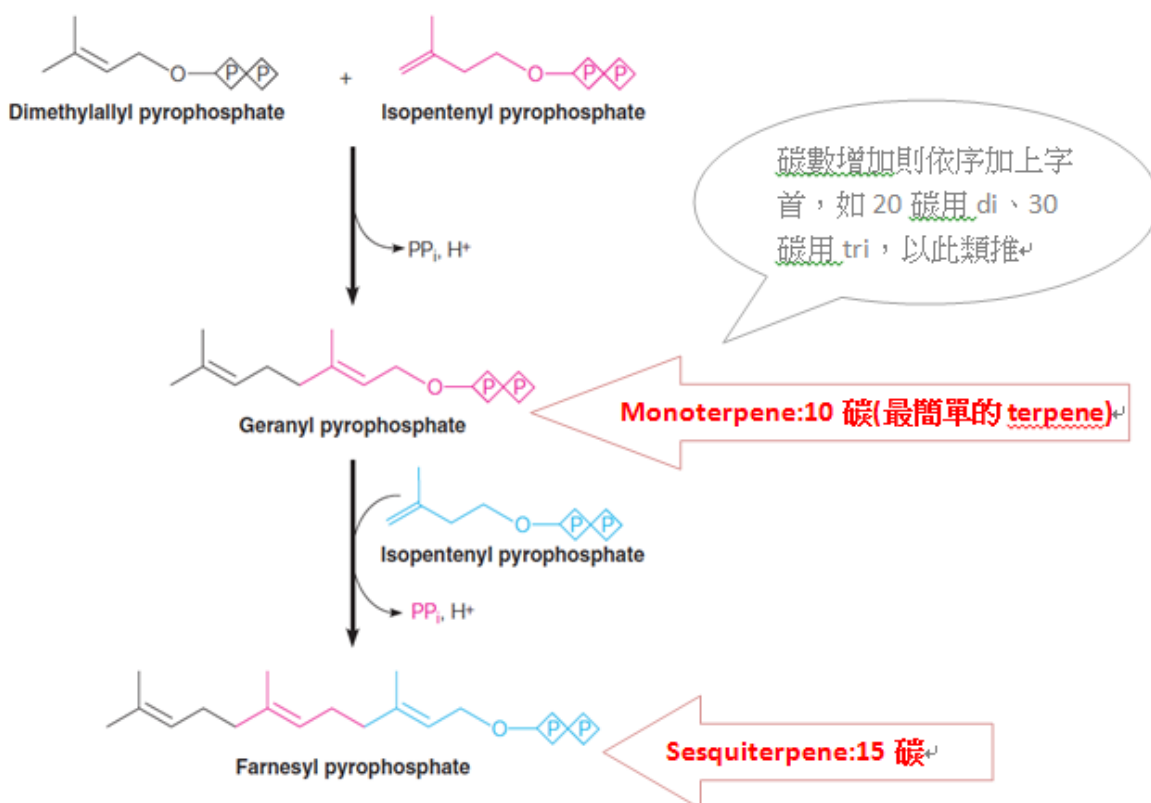 O P P
+
O P P
Dimethylallyl pyrophosphate
Isopentenyl pyrophosphate
碳數增加則依序加上字
首，如 20 碳用 di、30
碳用 tri，以此類推↵
PPi, H+
O P P
Monoterpene:10 碳(最簡單的 terpene)↵
Geranyl pyrophosphate
O P P
Isopentenyl pyrophosphate
PPi, H+
O P P
Sesquiterpene:15 碳↵
Farnesyl pyrophosphate